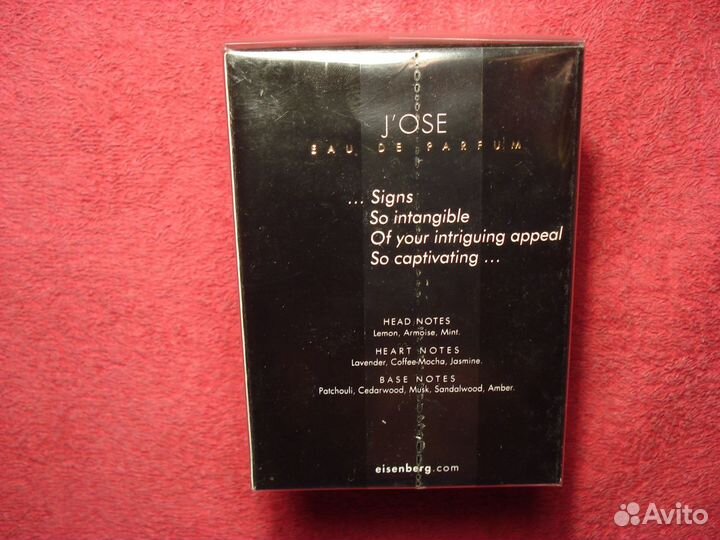 J'OSE
EAU DE PARFUM
... Signs
So intangible
Of your intriguing appeal
So captivating ...
HEAD NOTES
Lemon, Armoise, Mint.
HEART NOTES
Lavender, Coffee-Mocha, Jasmine.
BASE NOTES
Patchouli, Cedarwood, Musk, Sandalwood, Amber.
eisenberg.com
Avito